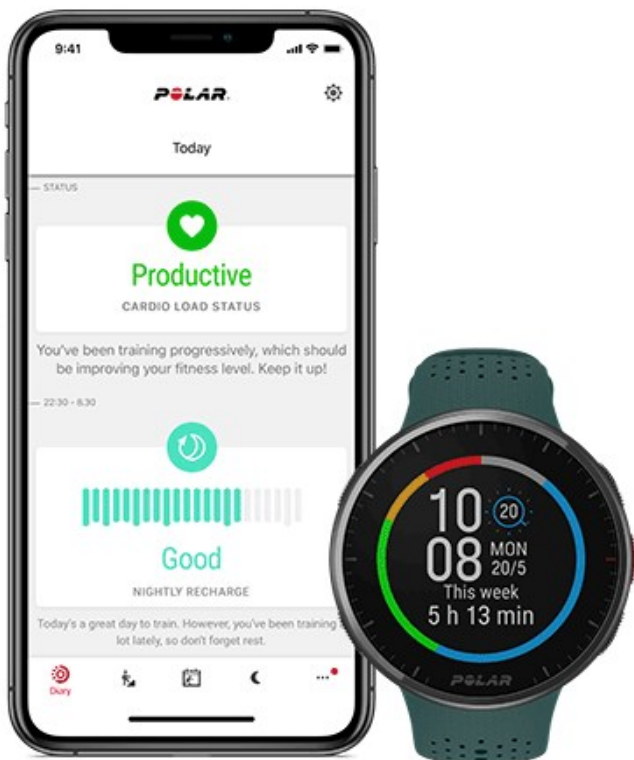 9:41
POLAR
Today
STATUS
Productive
CARDIO LOAD STATUS
You've been training progressively, which should
be improving your fitness level. Keep it up!
22:30 - 8.30
Good
NIGHTLY RECHARGE
Today's a great day to train. However, you've been training
lot lately, so don't forget rest.
Diary
10
20
08
MON
20/5
This week
5 h 13 min
POLAR